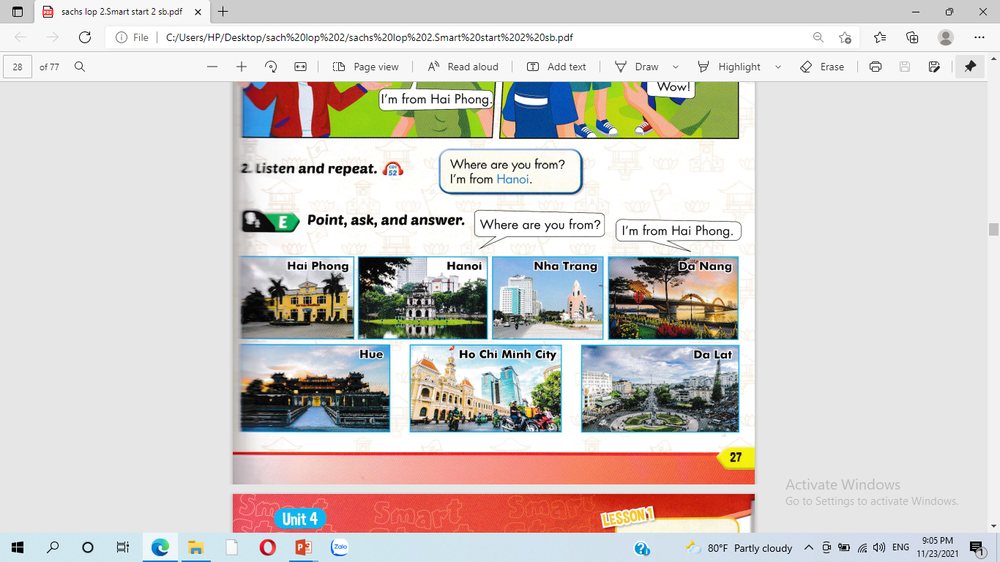 sachs lop 2.Smart start 2 sb.pdf
File
C:/Users/HP/Desktop/sach%20lop%202/sachs%20lop%202.Smart%20start%202%20sb.pdf
28 of 77
Page view
Read aloud
Add text
Draw
Highlight
Erase
I'm from Hai Phong.
Wow!
2. Listen and repeat. CD1 52
Where are you from?
I'm from Hanoi.
E Point, ask, and answer.
Where are you from?
I'm from Hai Phong.
Hai Phong
Hanoi
Nha Trang
Da Nang
Hue
Ho Chi Minh City
Da Lat
27
Activate Windows
Go to Settings to activate Windows.
Smart
Smart
Smart
Unit 4
LESSON 1
Zalo
80°F Partly cloudy
ENG
9:05 PM
11/23/2021
1